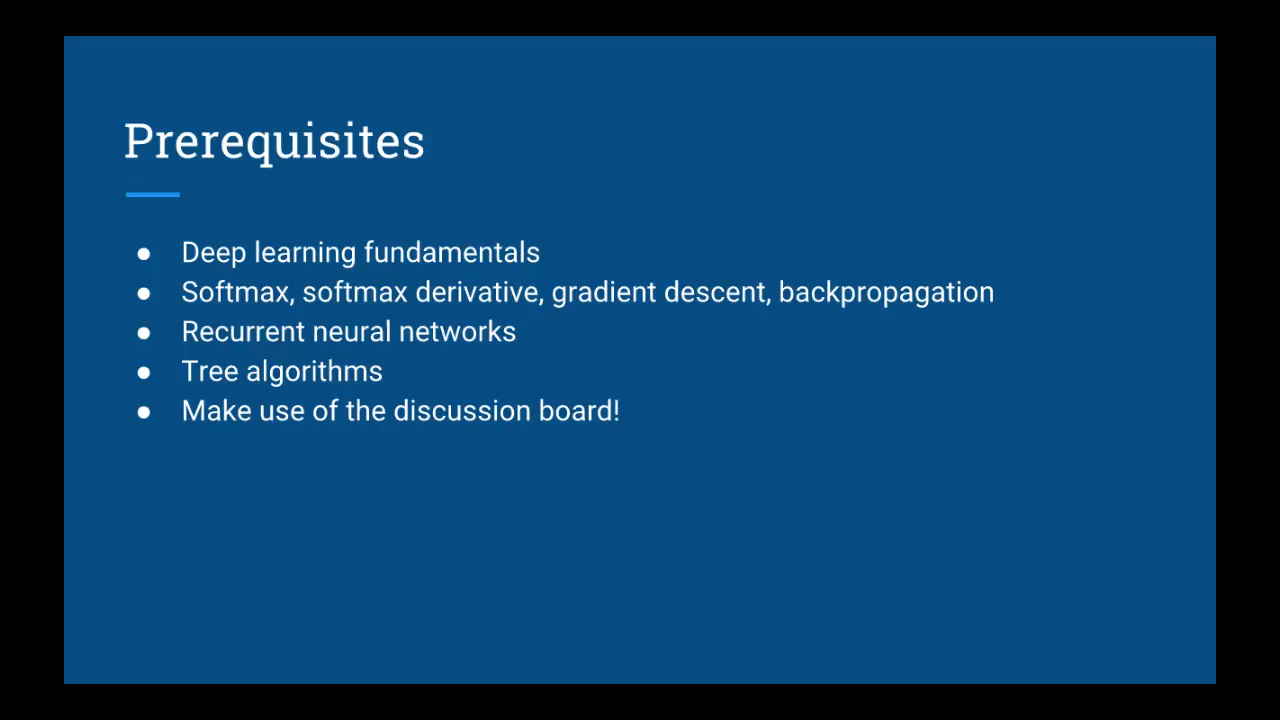 Prerequisites
● Deep learning fundamentals
● Softmax, softmax derivative, gradient descent, backpropagation
● Recurrent neural networks
● Tree algorithms
● Make use of the discussion board!